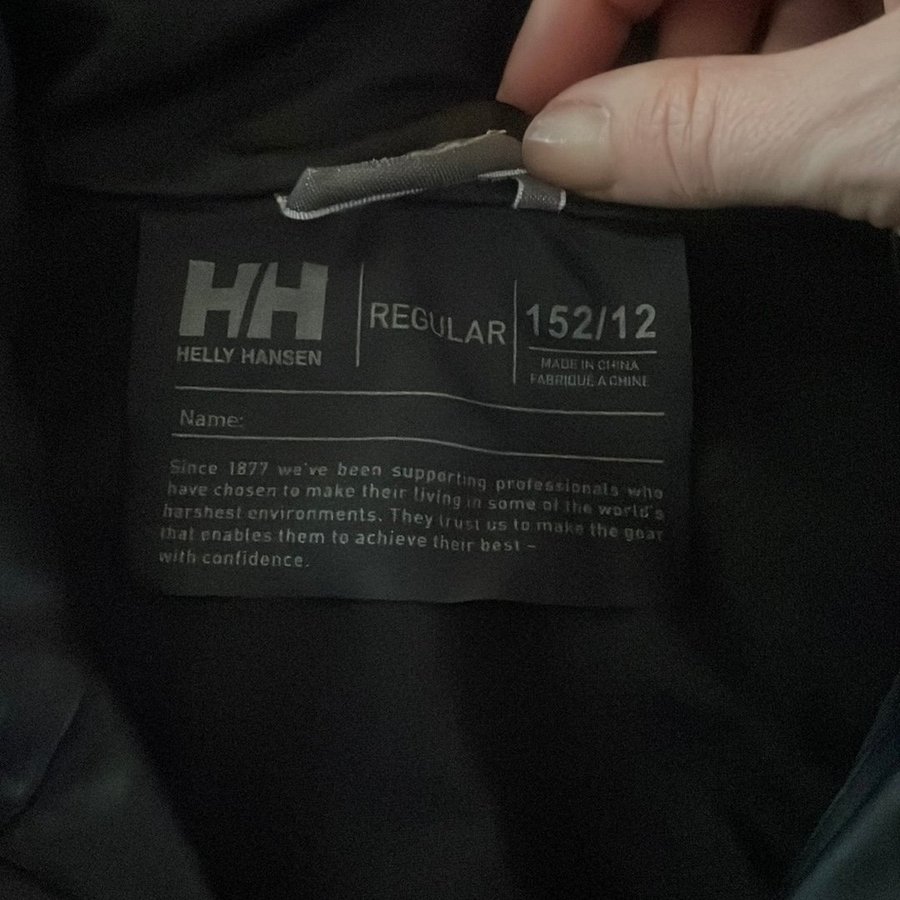 HH
HELLY HANSEN
REGULAR
152/12
MADE IN CHINA
FABRIQUÉ A CHINE
Name:
Since 1877 we've been supporting professionals who
have chosen to make their living in some of the world's
harshest environments. They trust us to make the gear
that enables them to achieve their best –
with confidence.